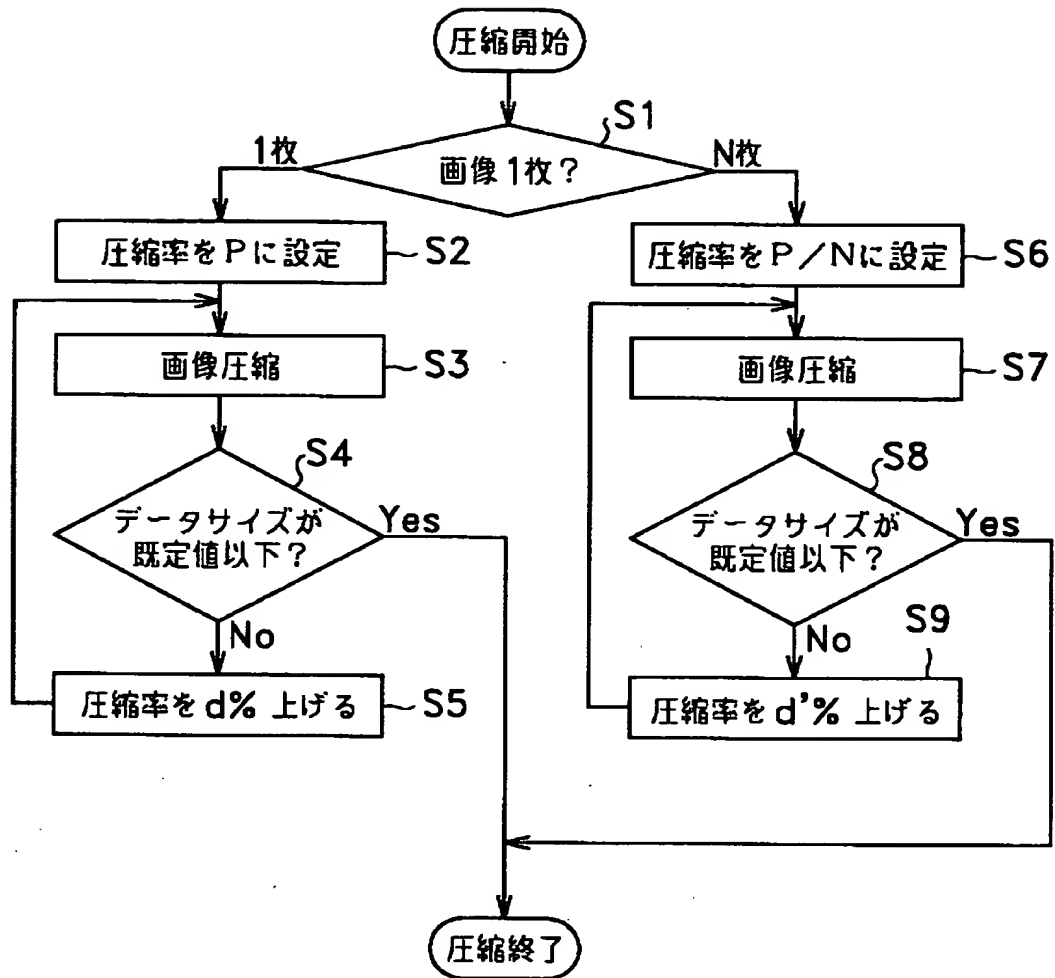 圧縮開始
S1
画像1枚?
1枚
N枚
圧縮率をPに設定
S2
画像圧縮
S3
S4
データサイズが
既定値以下?
Yes
No
圧縮率をd% 上げる
S5
圧縮率をP/Nに設定
S6
画像圧縮
S7
S8
データサイズが
既定値以下?
Yes
No
S9
圧縮率をd'% 上げる
圧縮終了